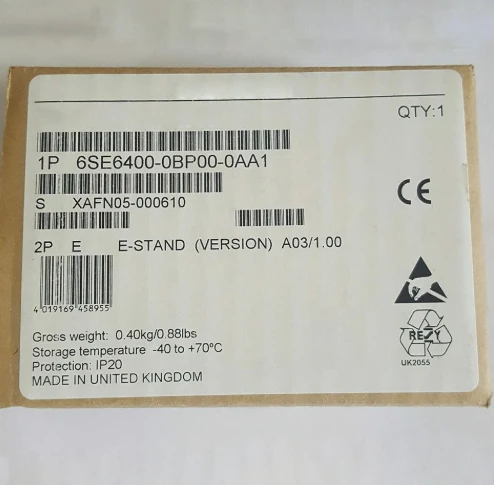 QTY:1
1P 6SE6400-0BP00-0AA1
S XAFN05-000610
2P E E-STAND (VERSION) A03/1.00
4 019169 458955
Gross weight: 0.40kg/0.88lbs
Storage temperature -40 to +70°C
Protection: IP20
MADE IN UNITED KINGDOM
CE
RESY
UK2055